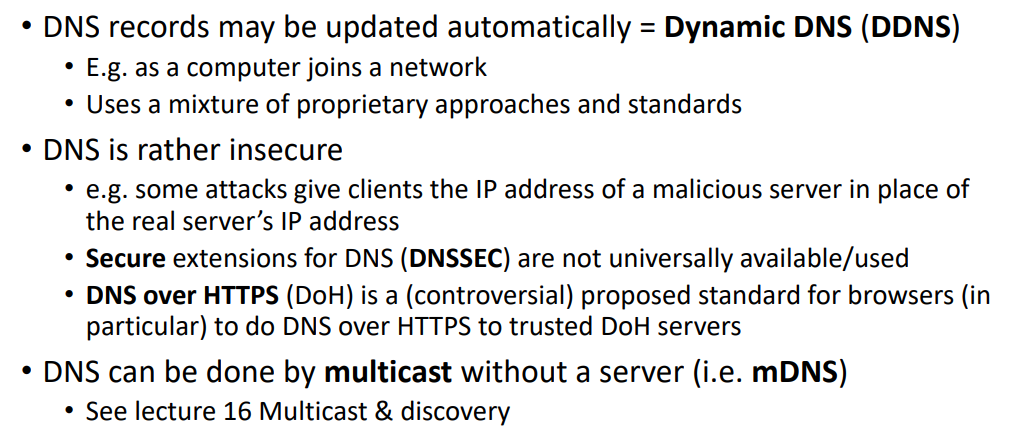 • DNS records may be updated automatically = Dynamic DNS (DDNS)
• E.g. as a computer joins a network
• Uses a mixture of proprietary approaches and standards
• DNS is rather insecure
• e.g. some attacks give clients the IP address of a malicious server in place of
the real server’s IP address
• Secure extensions for DNS (DNSSEC) are not universally available/used
• DNS over HTTPS (DoH) is a (controversial) proposed standard for browsers (in
particular) to do DNS over HTTPS to trusted DoH servers
• DNS can be done by multicast without a server (i.e. mDNS)
• See lecture 16 Multicast & discovery